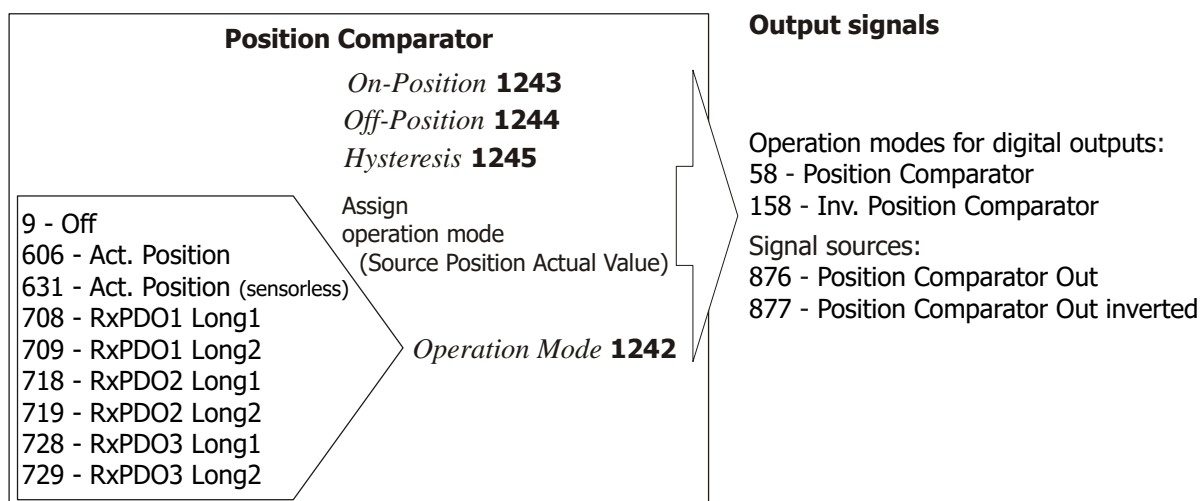 Position Comparator
On-Position 1243
Off-Position 1244
Hysteresis 1245
Assign
operation mode
(Source Position Actual Value)
9 - Off
606 - Act. Position
631 - Act. Position (sensorless)
708 - RxPDO1 Long1
709 - RxPDO1 Long2
718 - RxPDO2 Long1
719 - RxPDO2 Long2
728 - RxPDO3 Long1
729 - RxPDO3 Long2
Operation Mode 1242
Output signals
Operation modes for digital outputs:
58 - Position Comparator
158 - Inv. Position Comparator
Signal sources:
876 - Position Comparator Out
877 - Position Comparator Out inverted